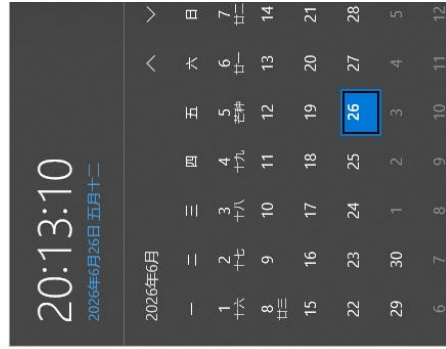 20:13:10
2026年6月26日 五月十二
2026年6月
一 二 三 四 五 六 日
1 2 3 4 5 6 7
十六 十七 十八 十九 芒种 廿一 廿二
8 9 10 11 12 13 14
廿三
15 16 17 18 19 20 21
22 23 24 25 26 27 28
29 30 1 2 3 4 5
6 7 8 9 10 11 12